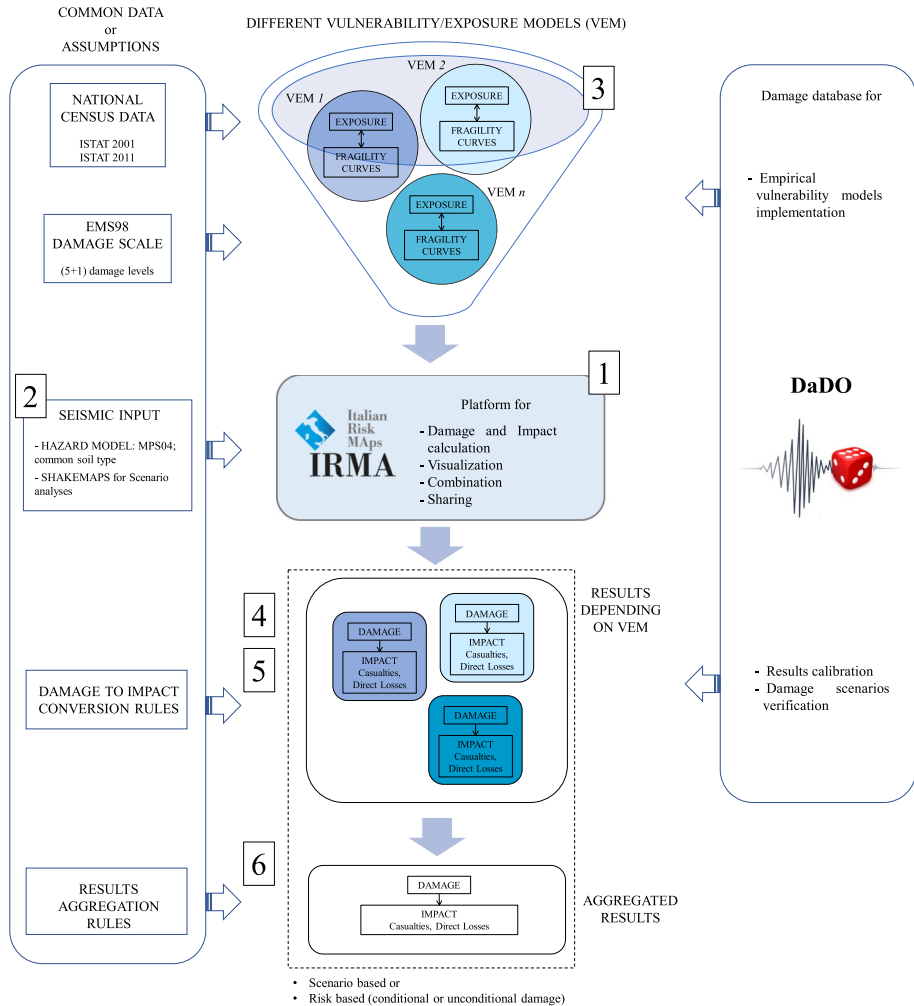 COMMON DATA
or
ASSUMPTIONS
NATIONAL
CENSUS DATA
ISTAT 2001
ISTAT 2011
EMS98
DAMAGE SCALE
(5+1) damage levels
2
SEISMIC INPUT
- HAZARD MODEL: MPS04;
common soil type
- SHAKEMAPS for Scenario
analyses
DAMAGE TO IMPACT
CONVERSION RULES
RESULTS
AGGREGATION
RULES
DIFFERENT VULNERABILITY/EXPOSURE MODELS (VEM)
VEM 2
3
VEM 1
EXPOSURE
FRAGILITY
CURVES
EXPOSURE
FRAGILITY
CURVES
VEM n
EXPOSURE
FRAGILITY
CURVES
1
Italian
Risk
MAps
IRMA
Platform for
- Damage and Impact
calculation
- Visualization
- Combination
- Sharing
4
5
RESULTS
DEPENDING
ON VEM
DAMAGE
IMPACT
Casualties,
Direct Losses
DAMAGE
IMPACT
Casualties,
Direct Losses
DAMAGE
IMPACT
Casualties,
Direct Losses
6
DAMAGE
IMPACT
Casualties, Direct Losses
AGGREGATED
RESULTS
• Scenario based or
• Risk based (conditional or unconditional damage)
Damage database for
- Empirical
vulnerability models
implementation
DaDO
- Results calibration
- Damage scenarios
verification